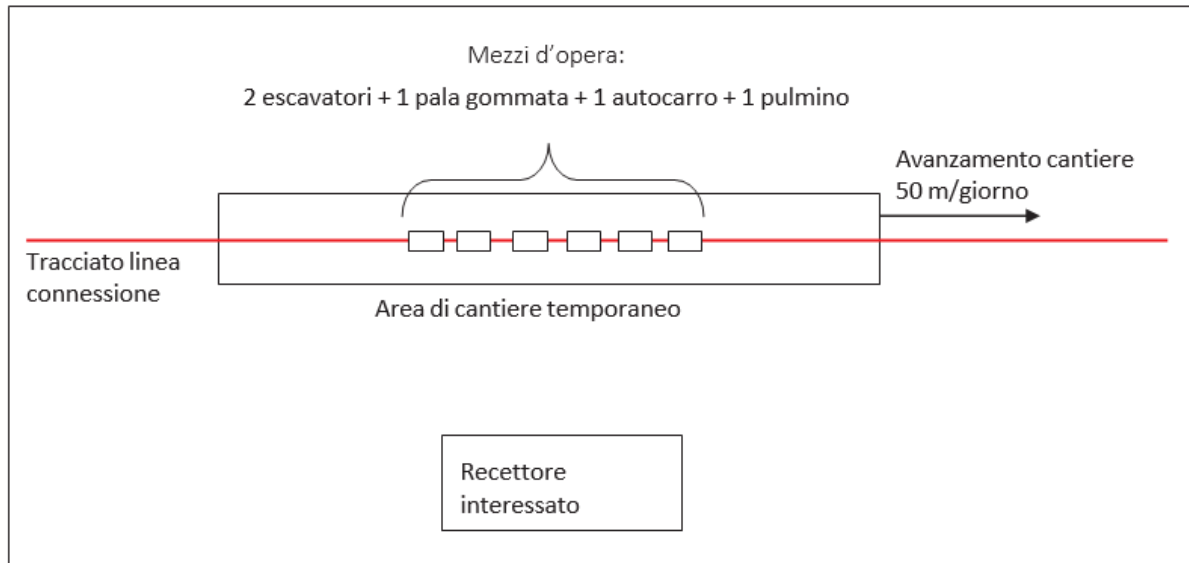 Mezzi d’opera:
2 escavatori + 1 pala gommata + 1 autocarro + 1 pulmino
Avanzamento cantiere
50 m/giorno
Tracciato linea
connessione
Area di cantiere temporaneo
Recettore
interessato